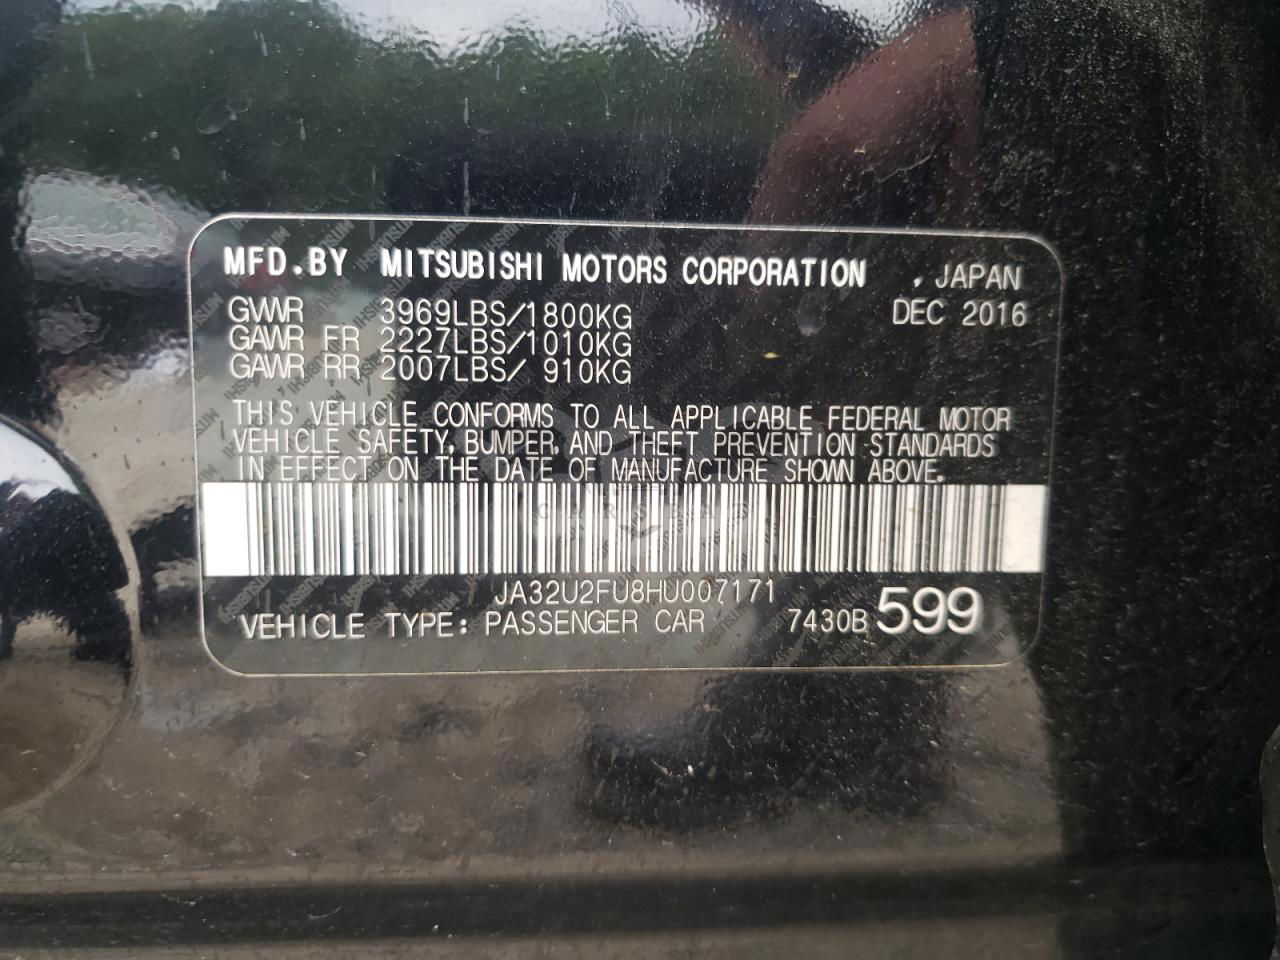 MFD.BY MITSUBISHI MOTORS CORPORATION , JAPAN
GVWR 3969LBS/1800KG DEC 2016
GAWR FR 2227LBS/1010KG
GAWR RR 2007LBS/ 910KG
THIS VEHICLE CONFORMS TO ALL APPLICABLE FEDERAL MOTOR
VEHICLE SAFETY, BUMPER, AND THEFT PREVENTION STANDARDS
IN EFFECT ON THE DATE OF MANUFACTURE SHOWN ABOVE.
JA32U2FU8HU007171
VEHICLE TYPE: PASSENGER CAR 7430B 599